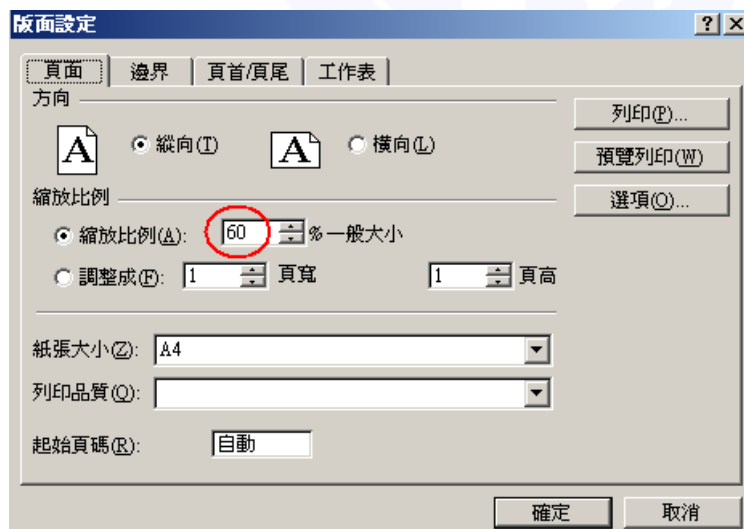 版面設定
頁面 邊界 頁首/頁尾 工作表
方向
A 縱向(T) A 橫向(L)
列印(P)...
預覽列印(W)
選項(O)...
縮放比例
縮放比例(A): 60 %一般大小
調整成(F): 1 頁寬 1 頁高
紙張大小(Z): A4
列印品質(Q):
起始頁碼(R): 自動
確定 取消